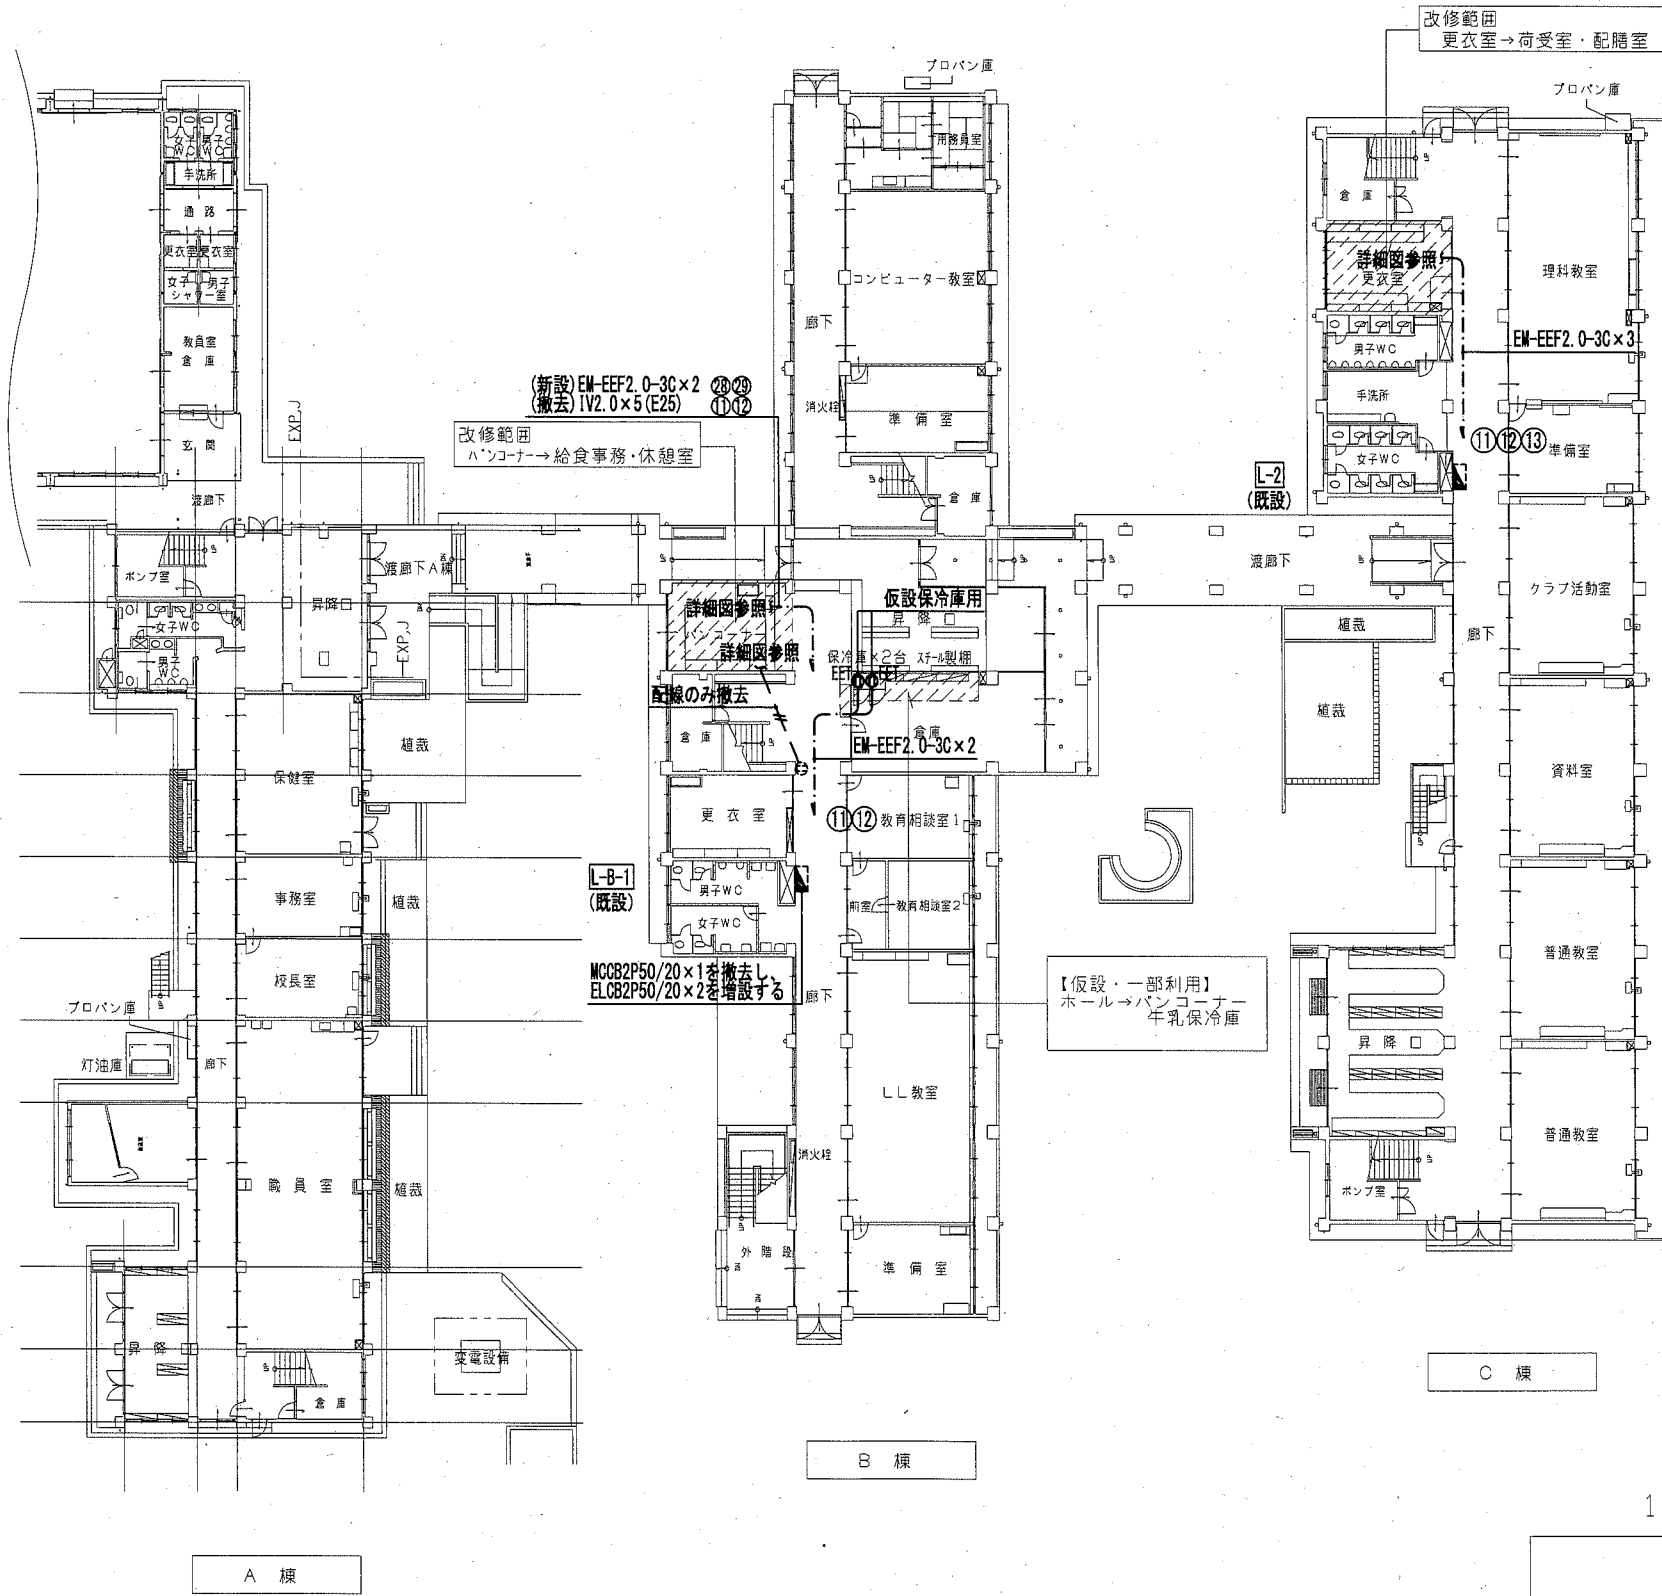 改修範囲
更衣室→荷受室・配膳室
プロパン庫
プロパン庫
女子WC
男子WC
手洗所
通路
更衣室
更衣室
女子
男子
シャワー室
教員室
倉庫
玄関
EXP,J
渡廊下
ポンプ室
昇降口
渡廊下A棟
女子WC
男子
WC
EXP,J
植裁
保健室
事務室
植裁
校長室
プロパン庫
灯油庫
廊下
職員室
植裁
昇降
倉庫
変電設備
A 棟
用務員室
コンピューター教室
廊下
消火栓
準備室
倉庫
(新設)EM-EEF2.0-3C×2 ㉘㉙
(撤去)IV2.0×5(E25) ⑪⑫
改修範囲
パンコーナー→給食事務・休憩室
詳細図参照
パンコーナー
詳細図参照
配線のみ撤去
仮設保冷庫用
昇降口
保冷庫×2台 スチール製棚
EET EET
倉庫
EM-EEF2.0-3C×2
倉庫
更衣室
⑪⑫
教育相談室1
L-B-1
(既設)
男子WC
女子WC
前室
教育相談室2
MCCB2P50/20×1を撤去し、
ELCB2P50/20×2を増設する
廊下
【仮設・一部利用】
ホール→パンコーナー
牛乳保冷庫
LL教室
消火栓
外階段
準備室
B 棟
倉庫
UP
詳細図参照
更衣室
理科教室
男子WC
EM-EEF2.0-3C×3
手洗所
⑪⑫⑬
準備室
女子WC
L-2
(既設)
渡廊下
クラブ活動室
植裁
廊下
植裁
資料室
普通教室
昇降口
普通教室
ポンプ室
C 棟
1